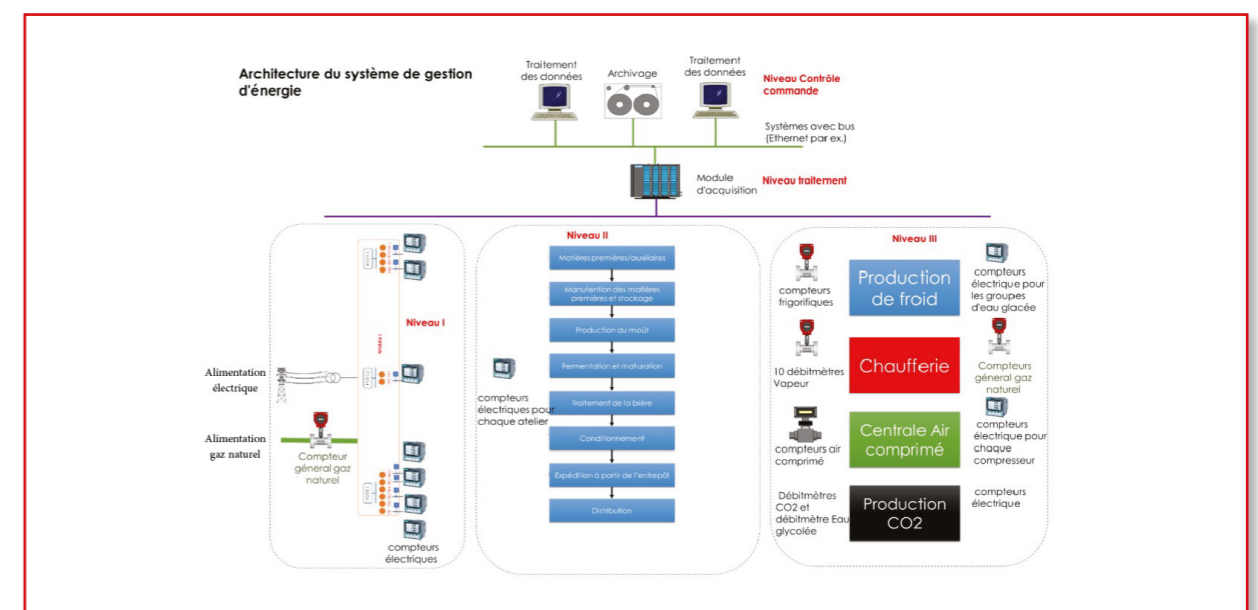 Architecture du système de gestion
d'énergie
Traitement
des données
Archivage
Traitement
des données
Niveau Contrôle
commande
Systèmes avec bus
(Ethernet par ex.)
Module
d'acquisition
Niveau traitement
Niveau I
Alimentation
électrique
Alimentation
gaz naturel
Compteur
géneral gaz
naturel
compteurs
électriques
Niveau II
Matières premières/auxiliaires
Manutention des matières
premières et stockage
Production du moût
Fermentation et maturation
Traitement de la bière
Conditionnement
Expédition à partir de l'entrepôt
Distribution
compteurs
électriques pour
chaque atelier
Niveau III
compteurs
frigorifiques
Production
de froid
compteurs
électrique pour
les groupes
d'eau glacée
10 débitmètres
Vapeur
Chaufferie
Compteurs
géneral gaz
naturel
compteurs air
comprimé
Centrale Air
comprimé
compteurs
électrique pour
chaque
compresseur
Débitmètres
CO2 et
débitmètre Eau
glycolée
Production
CO2
compteurs
électrique